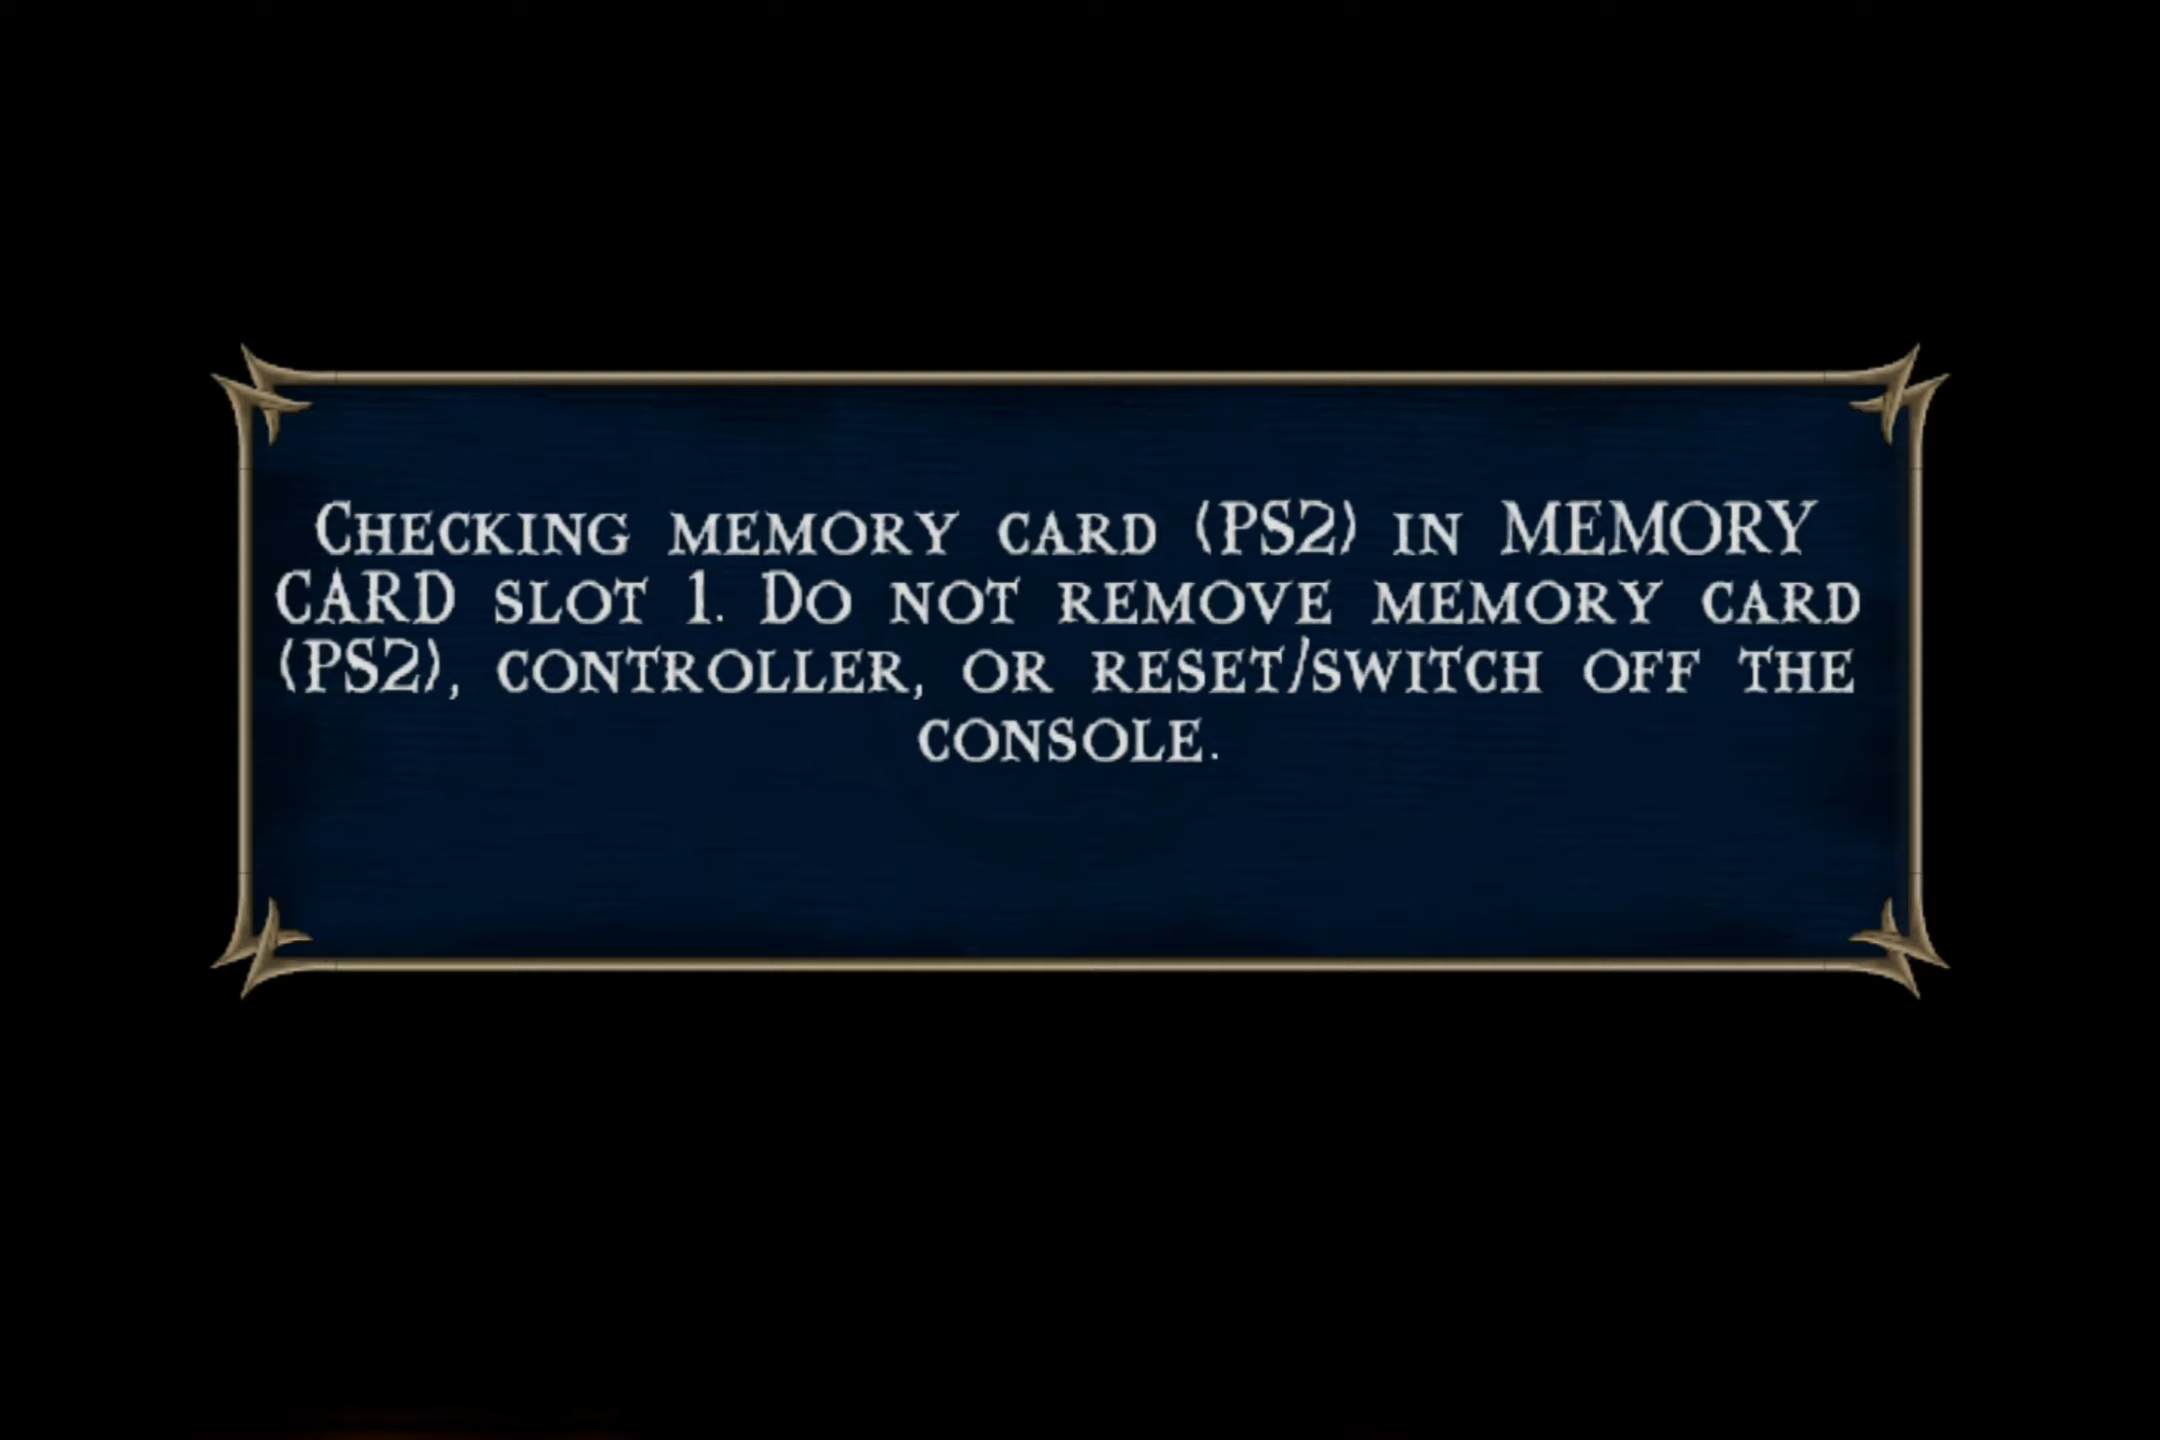 Checking memory card (PS2) in MEMORY
CARD slot 1. Do not remove memory card
(PS2), controller, or reset/switch off the
console.